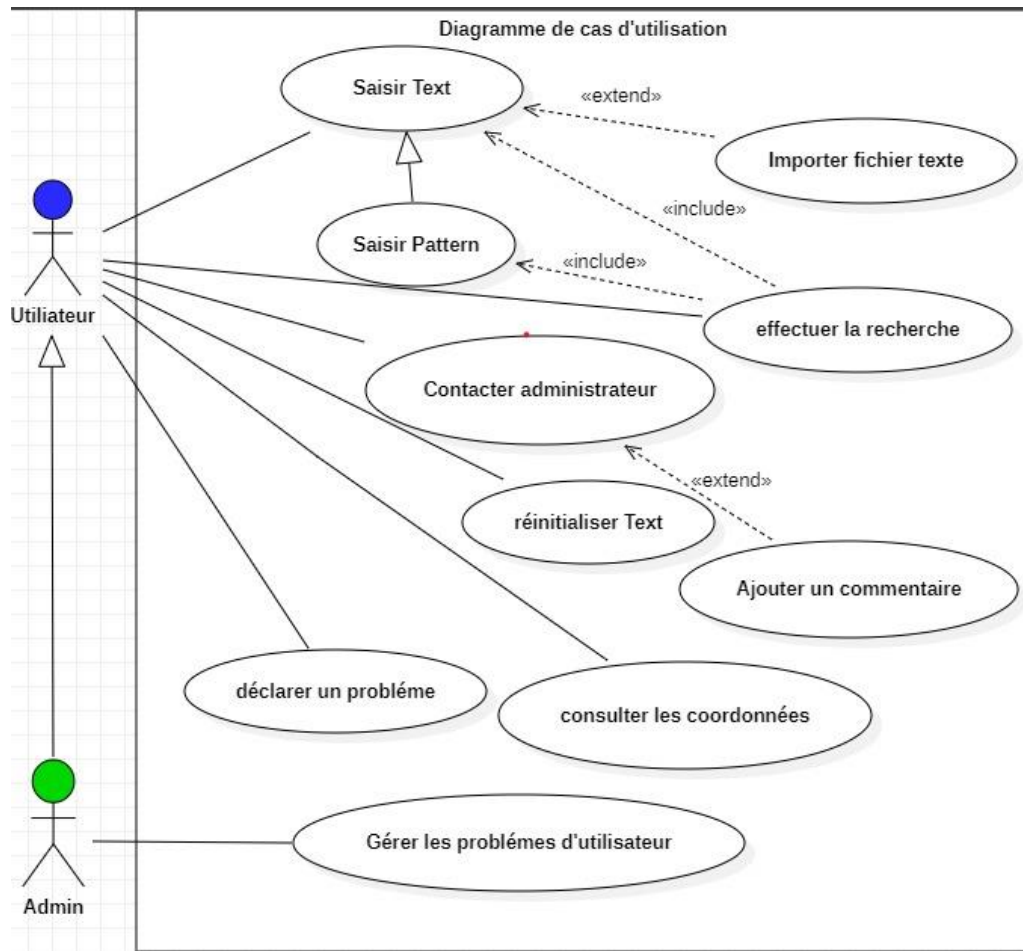 Diagramme de cas d'utilisation
Saisir Text
«extend»
Importer fichier texte
«include»
Saisir Pattern
«include»
Utiliateur
effectuer la recherche
Contacter administrateur
«extend»
réinitialiser Text
Ajouter un commentaire
déclarer un probléme
consulter les coordonnées
Gérer les problémes d'utilisateur
Admin